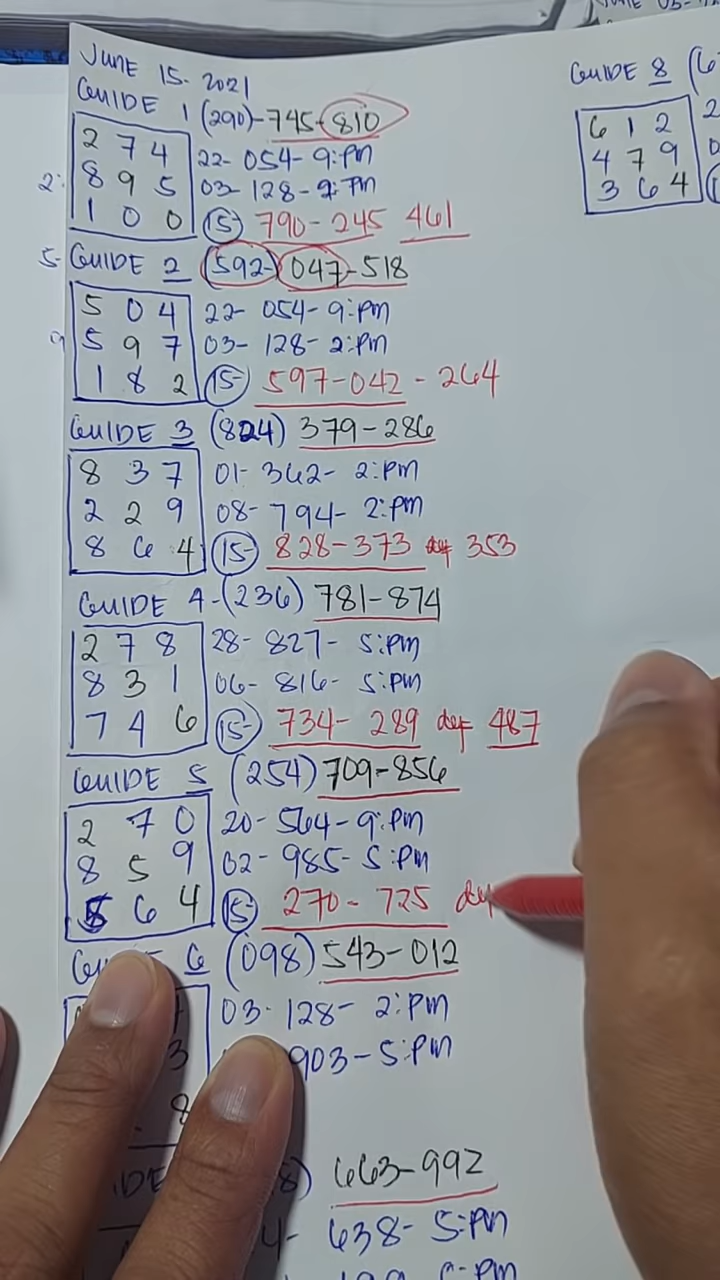 JUNE 15. 2021
GUIDE 1 (290)-745-810
2 7 4
22- 054- 9:PM
8 9 5
03- 128- 2:PM
1 0 0
15- 790-245 461
GUIDE 2 (592-047-518
5 0 4
22- 054- 9:PM
5 9 7
03- 128- 2:PM
1 8 2
15- 597-042 - 264
GUIDE 3 (824) 379-286
8 3 7
01- 362- 2:PM
2 2 9
08- 794- 2:PM
8 6 4
15- 828-373 353
GUIDE 4-(236) 781-874
2 7 8
28- 827- 5:PM
8 3 1
06- 816- 5:PM
7 4 6
15- 734- 289 487
GUIDE 5 (254) 709-856
2 7 0
20- 564- 9:PM
8 5 9
02- 985- 5:PM
6 4
15- 270- 725
6 (098) 543-012
03- 128- 2:PM
3
903-5:PM
8
8) 663-992
4- 638- 5:PM
GUIDE 8
6 1 2
4 7 9
3 6 4